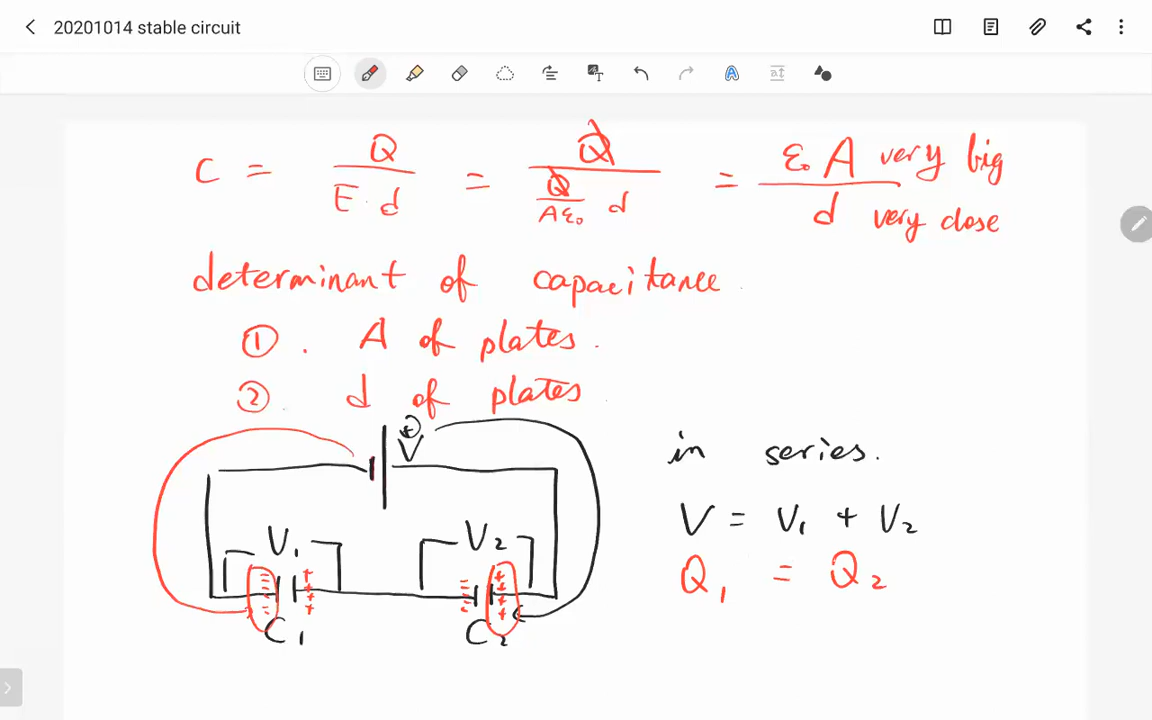 20201014 stable circuit
C = Q / E·d = Q / (Q / Aε₀) d = ε₀ A very big / d very close
determinant of capacitance
① . A of plates.
② . d of plates
⊕
V
in series.
V₁ V₂
V = V₁ + V₂
Q₁ = Q₂
C₁ C₂